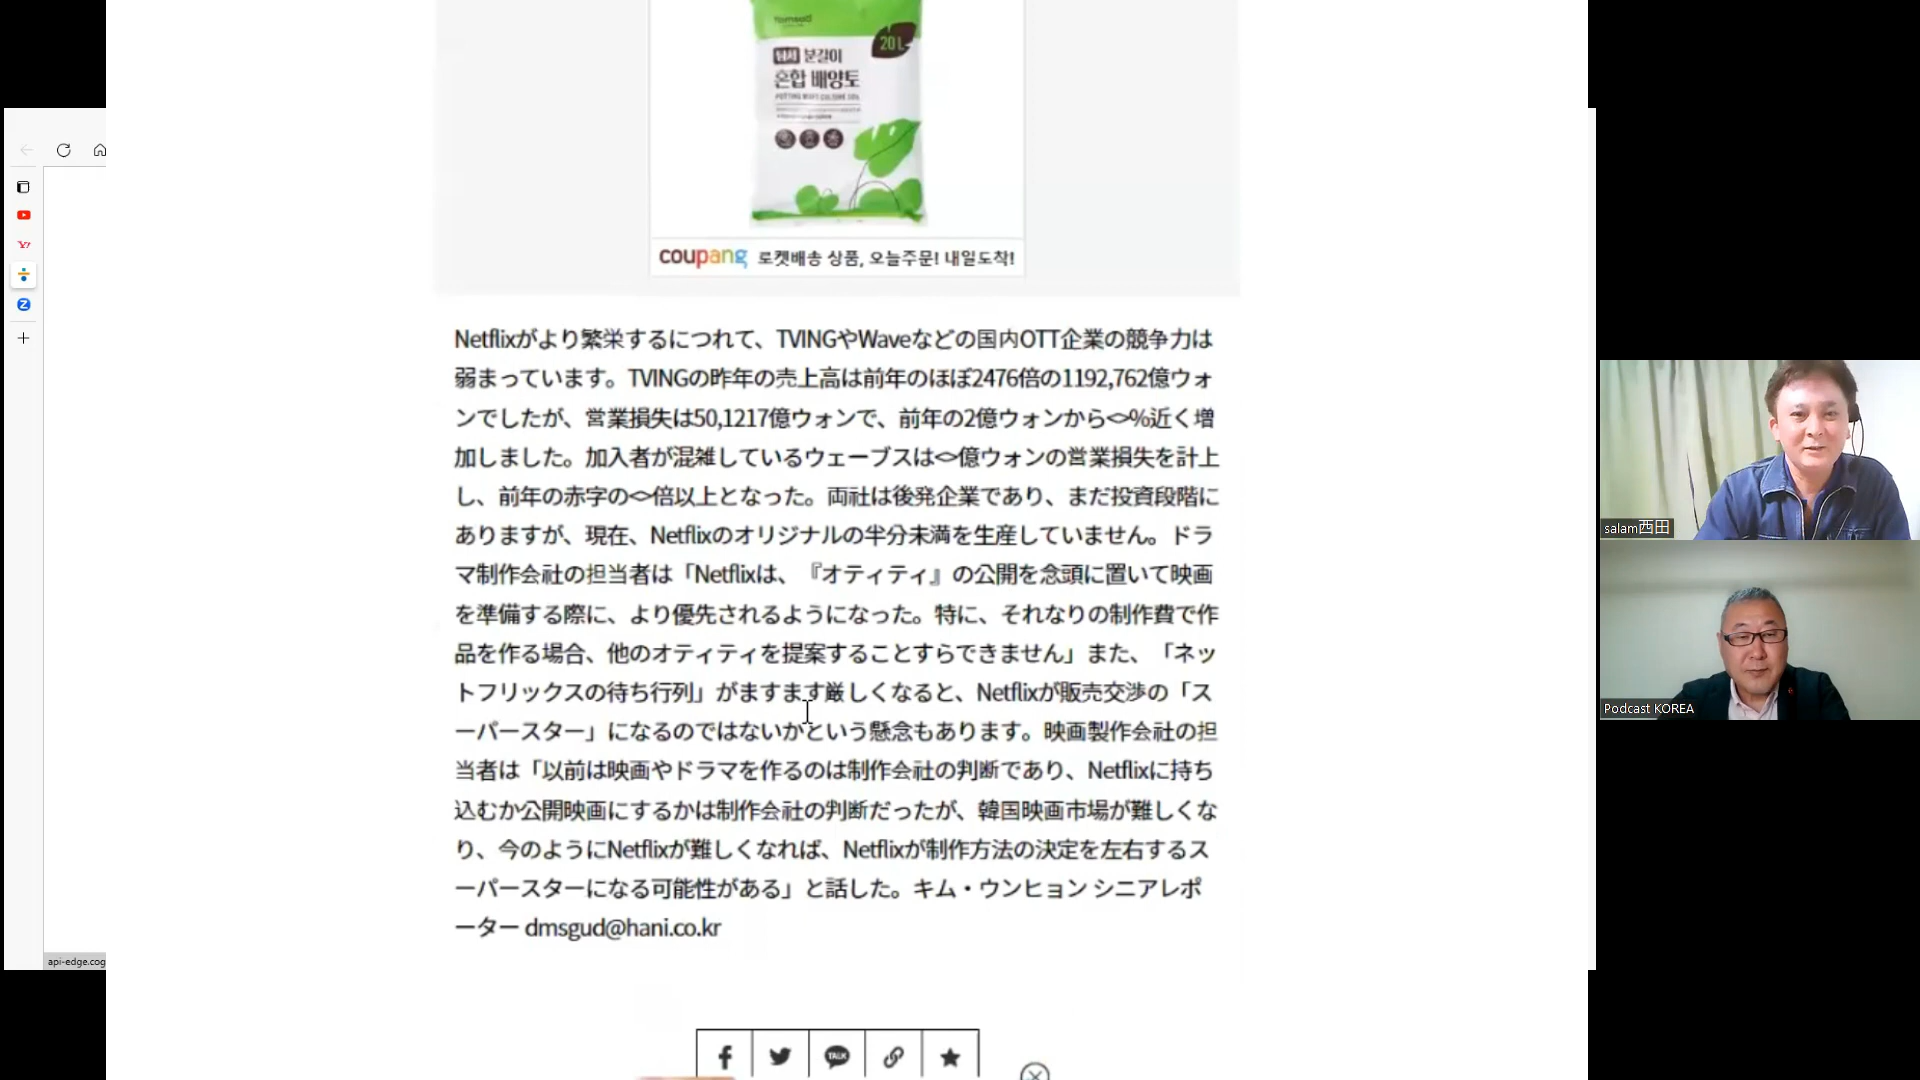 20 L
탐사 분갈이
혼합 배양토
coupang 로켓배송 상품, 오늘주문! 내일도착!
Netflixがより繁栄するにつれて、TVINGやWaveなどの国内OTT企業の競争力は
弱まっています。TVINGの昨年の売上高は前年のほぼ2476倍の1192,762億ウォ
ンでしたが、営業損失は50,1217億ウォンで、前年の2億ウォンから<>%近く増
加しました。加入者が混雑しているウェーブスは<>億ウォンの営業損失を計上
し、前年の赤字の<>倍以上となった。両社は後発企業であり、まだ投資段階に
ありますが、現在、Netflixのオリジナルの半分未満を生産していません。ドラ
マ制作会社の担当者は「Netflixは、『オティティ』の公開を念頭に置いて映画
を準備する際に、より優先されるようになった。特に、それなりの制作費で作
品を作る場合、他のオティティを提案することすらできません」また、「ネッ
トフリックスの待ち行列」がますます厳しくなると、Netflixが販売交渉の「ス
ーパースター」になるのではないかという懸念もあります。映画製作会社の担
当者は「以前は映画やドラマを作るのは制作会社の判断であり、Netflixに持ち
込むか公開映画にするかは制作会社の判断だったが、韓国映画市場が難しくな
り、今のようにNetflixが難しくなれば、Netflixが制作方法の決定を左右するス
ーパースターになる可能性がある」と話した。キム・ウンヒョン シニアレポ
ーター dmsgud@hani.co.kr
TALK
api-edge.cog
salam西田
Podcast KOREA